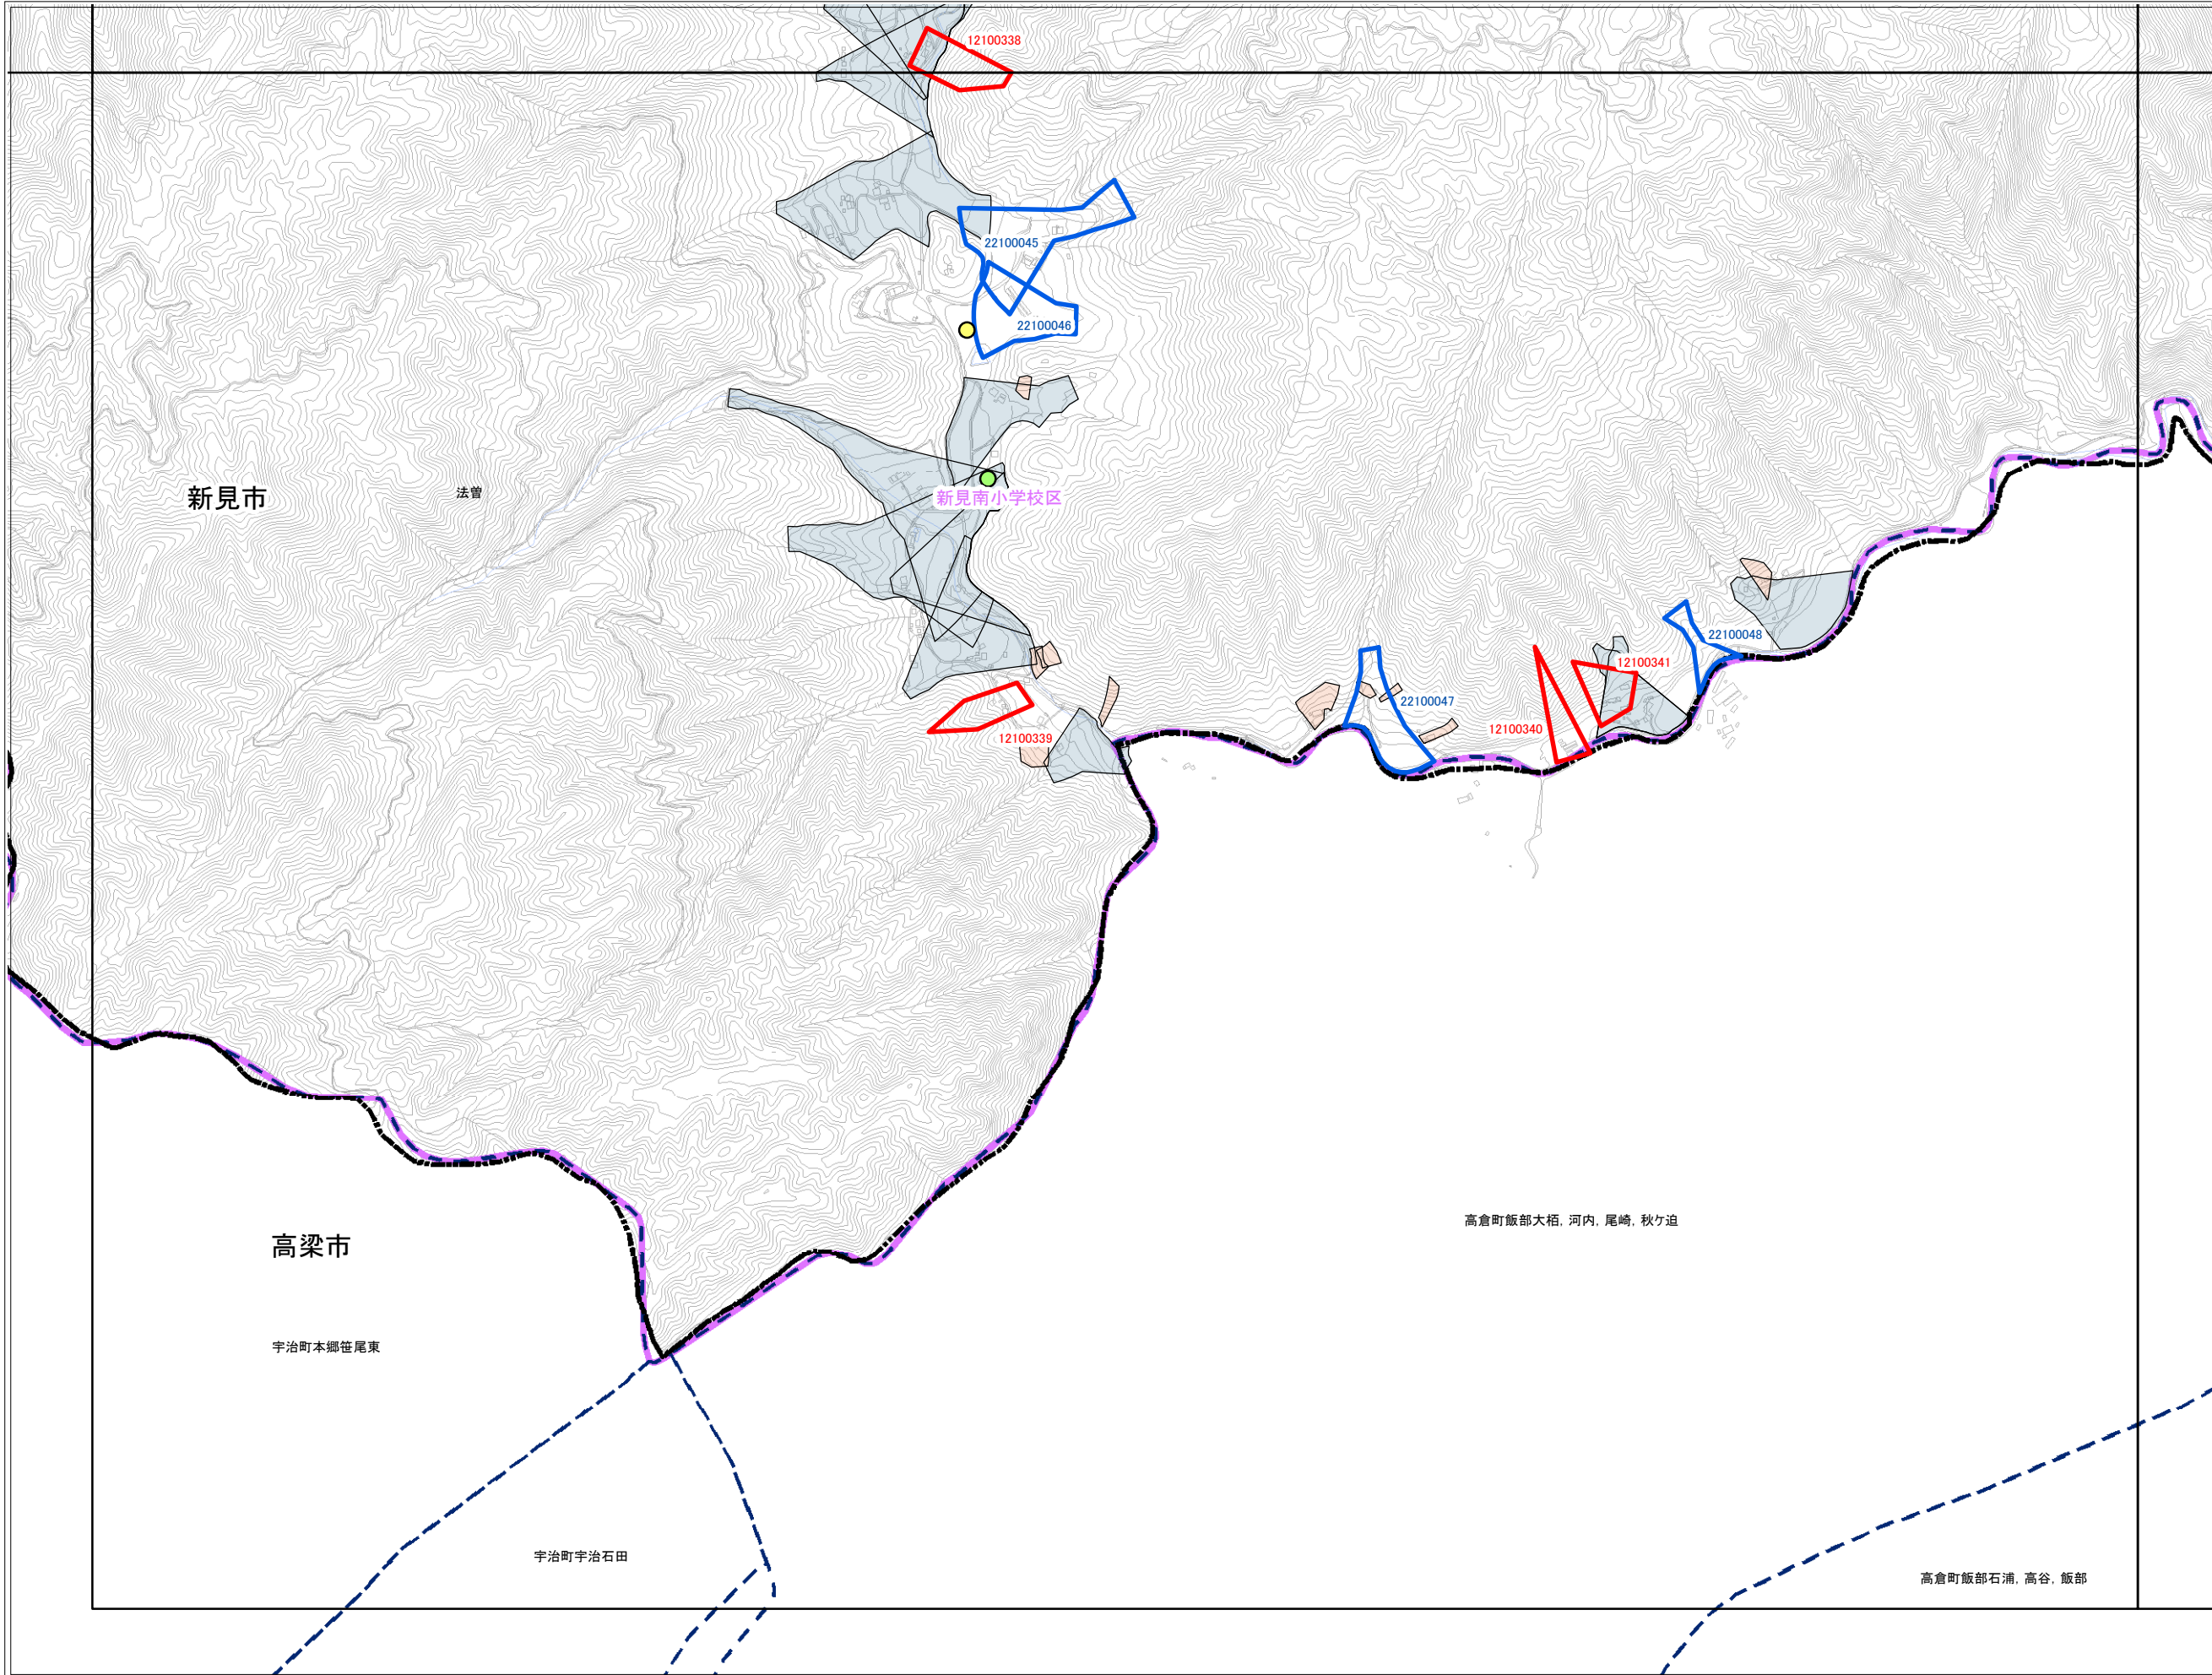 12100338
22100045
22100046
新見市
法曽
新見南小学校区
22100048
12100341
22100047
12100340
12100339
高倉町飯部大栢, 河内, 尾崎, 秋ケ迫
高梁市
宇治町本郷笹尾東
宇治町宇治石田
高倉町飯部石浦, 高谷, 飯部